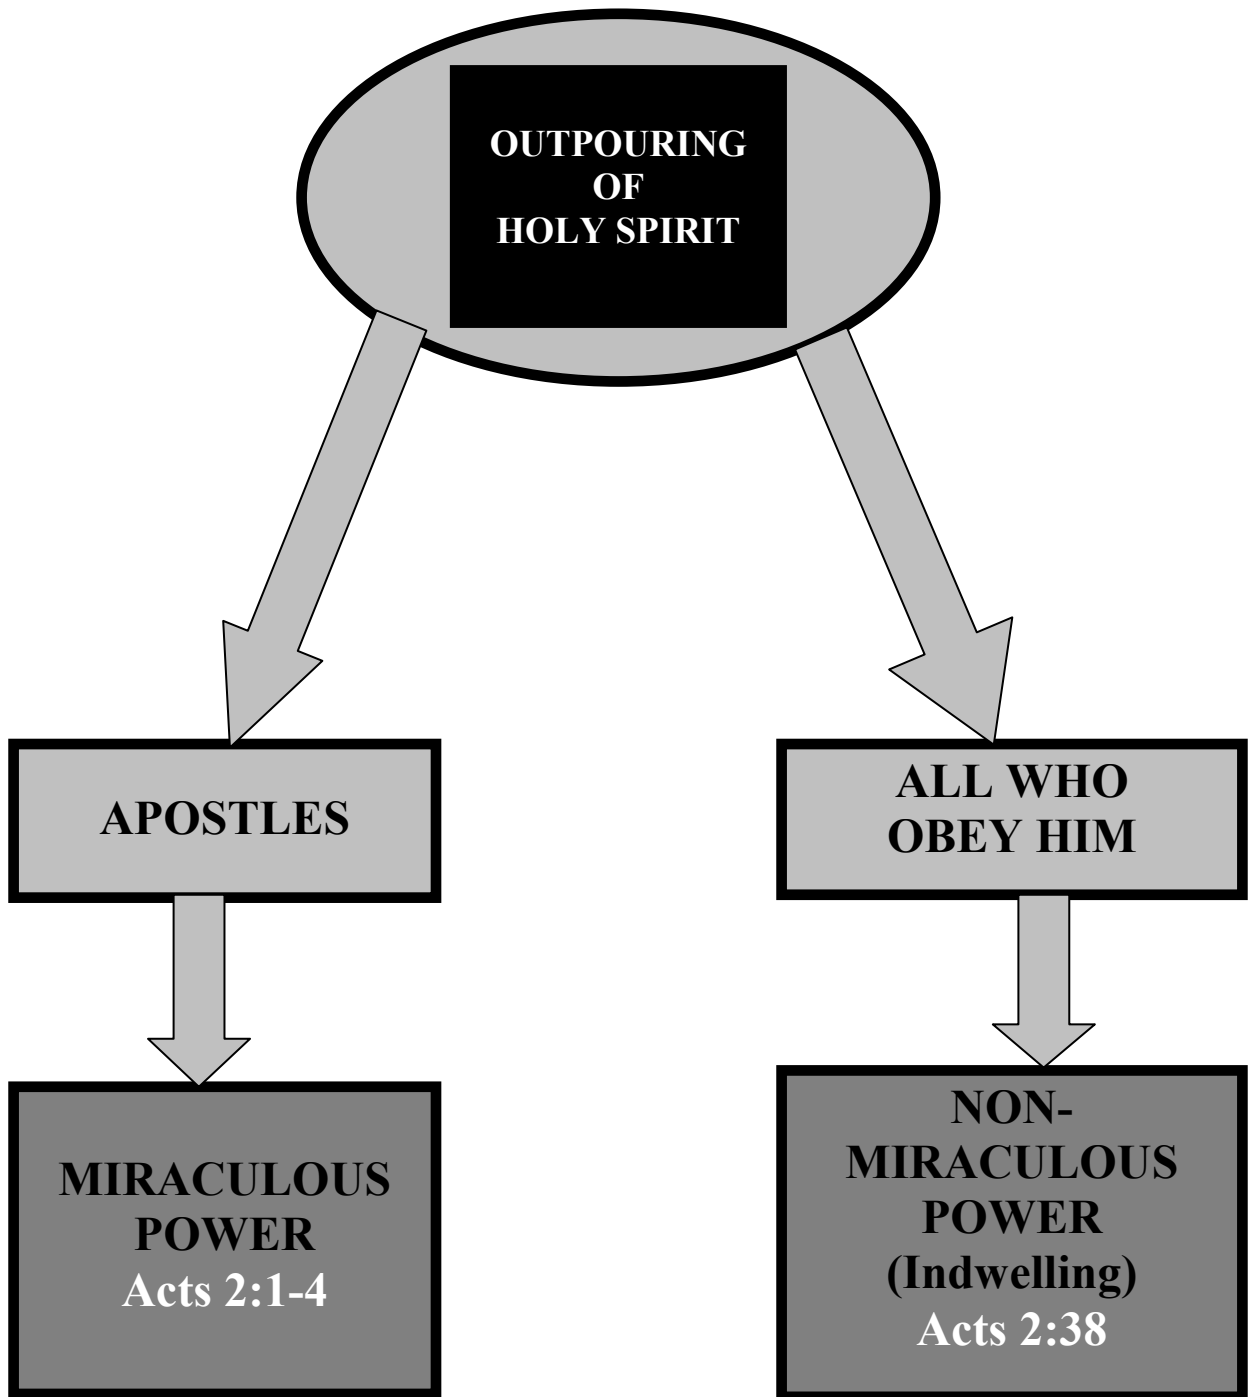 OUTPOURING
OF
HOLY SPIRIT
APOSTLES
ALL WHO
OBEY HIM
MIRACULOUS
POWER
Acts 2:1-4
NON-
MIRACULOUS
POWER
(Indwelling)
Acts 2:38